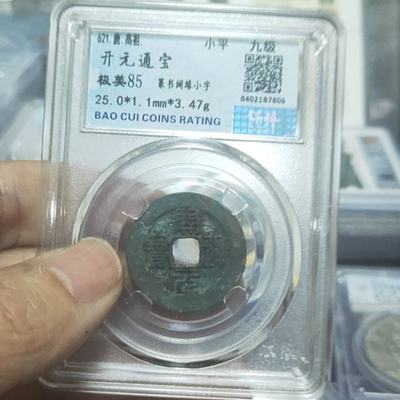 621.唐.高祖 小平 九级
开元通宝
极美85 篆书阔缘小字
8402187806
25.0*1.1mm*3.47g
BAO CUI COINS RATING